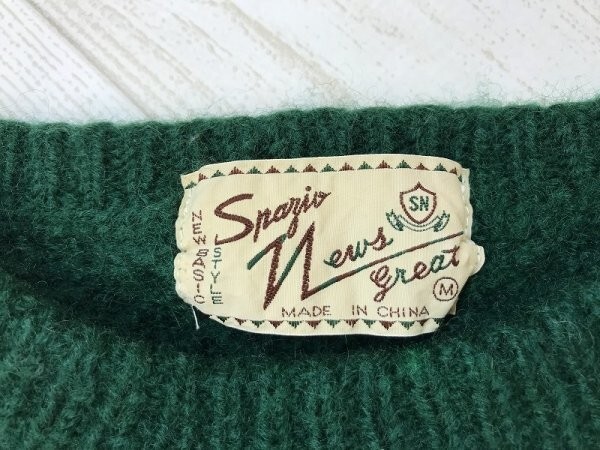 Spazio
SN
News
great
NEW BASIC
STYLE
M
MADE IN CHINA